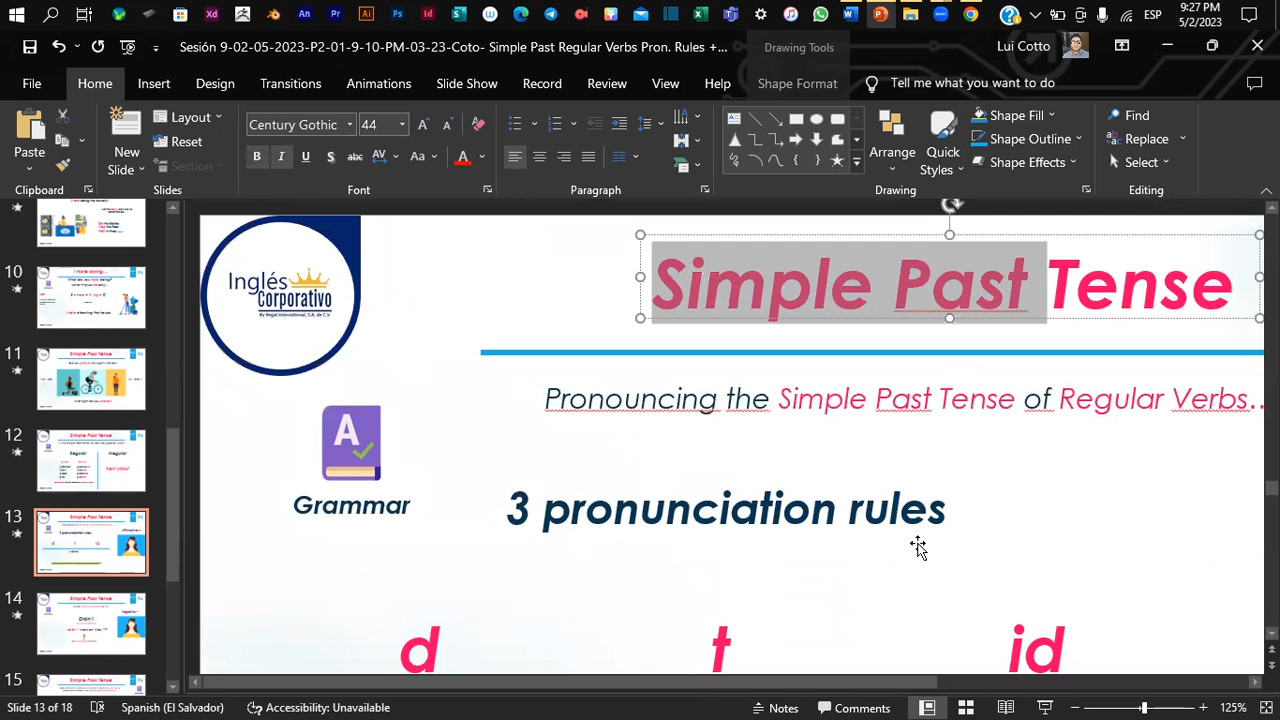 9:27 PM
ESP
5/2/2023
Sesión 9-02-05-2023-P2-01-9-10-PM-03-23-Coto- Simple Past Regular Verbs Pron. Rules +...
Drawing Tools
Lui Cotto
File Home Insert Design Quick Transitions Animations Slide Show Record Review View Help Shape Format Tell me what you want to do
Paste
New Slide
Layout
Reset
Section
Century Gothic 44
Arrange
Quick Styles
Shape Fill
Shape Outline
Shape Effects
Find
Replace
Select
Clipboard Slides Font Paragraph Drawing Editing
10
11
12
13
14
15
Inglés Corporativo
Simple Past Tense
Pronouncing the Simple Past Tense of Regular Verbs..
Grammar
3 pronunciation rules
d t id
Slide 13 of 18 Spanish (El Salvador) Accessibility: Unavailable Notes Comments 125%